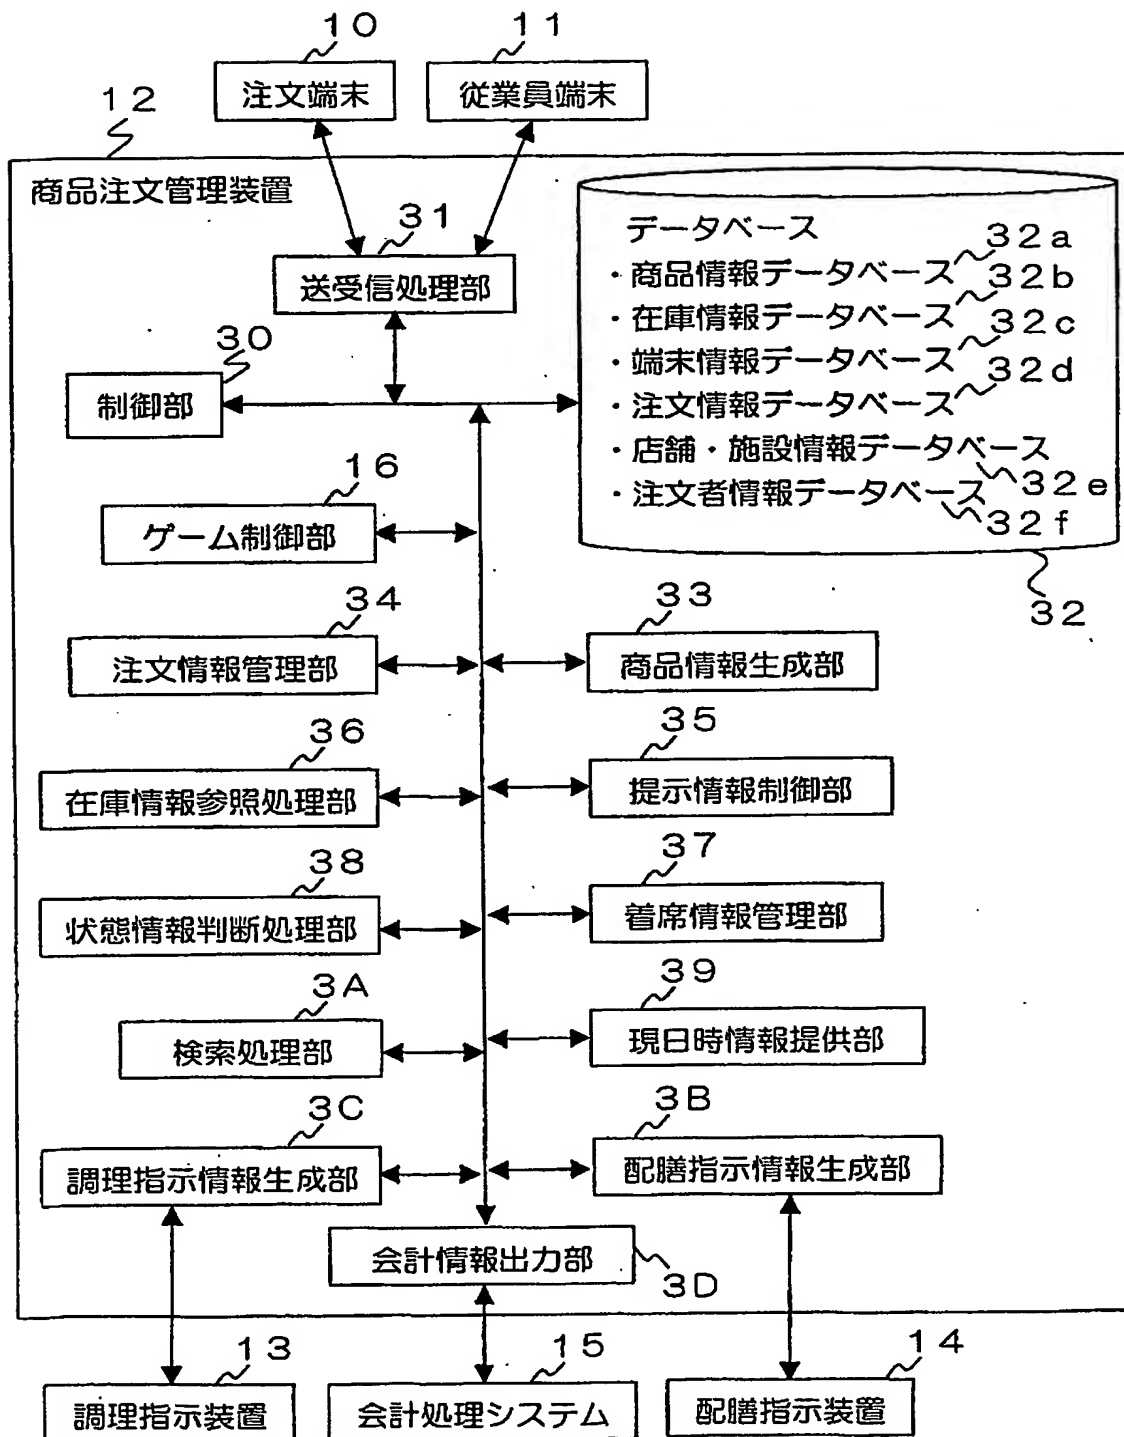 10
11
注文端末
従業員端末
12
商品注文管理装置
31
送受信処理部
30
制御部
データベース
32a
・商品情報データベース
32b
・在庫情報データベース
32c
・端末情報データベース
32d
・注文情報データベース
・店舗・施設情報データベース
32e
・注文者情報データベース
32f
32
16
ゲーム制御部
34
注文情報管理部
33
商品情報生成部
36
在庫情報参照処理部
35
提示情報制御部
38
状態情報判断処理部
37
着席情報管理部
3A
検索処理部
39
現日時情報提供部
3C
調理指示情報生成部
3B
配膳指示情報生成部
会計情報出力部
3D
13
調理指示装置
15
会計処理システム
14
配膳指示装置